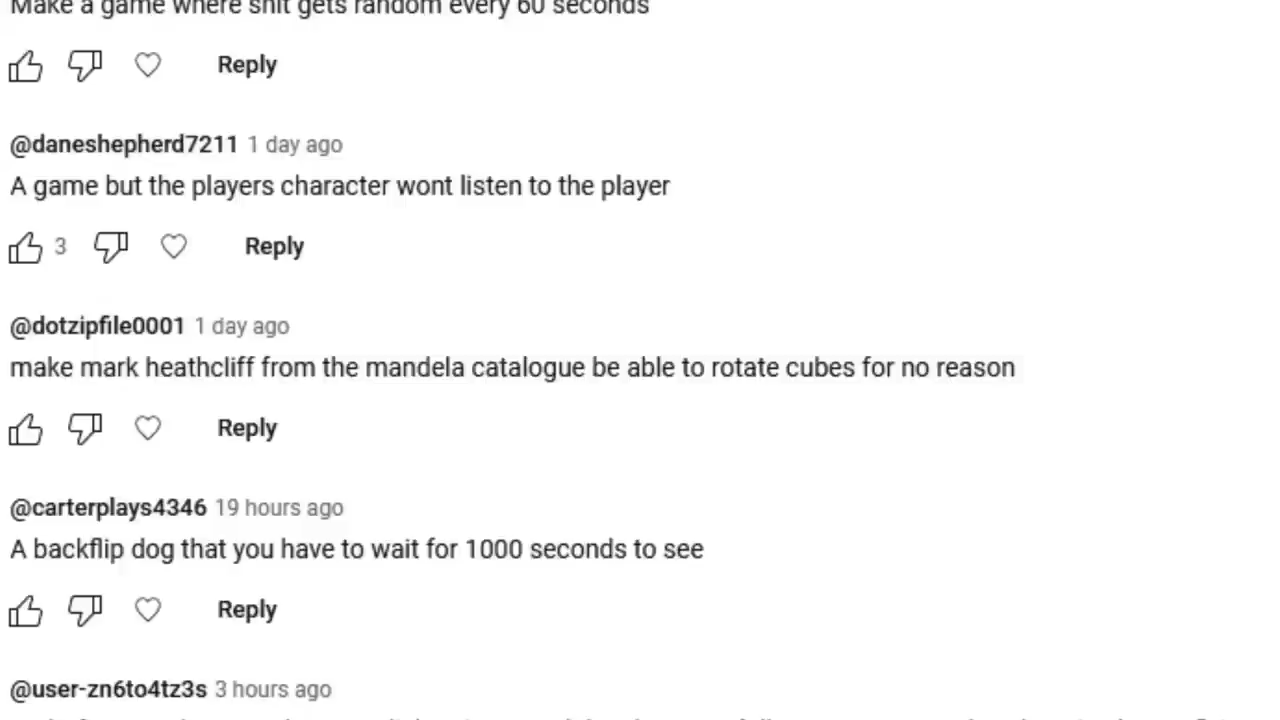 Make a game where shit gets random every 60 seconds
Reply
@daneshepherd7211 1 day ago
A game but the players character wont listen to the player
3 Reply
@dotzipfile0001 1 day ago
make mark heathcliff from the mandela catalogue be able to rotate cubes for no reason
Reply
@carterplays4346 19 hours ago
A backflip dog that you have to wait for 1000 seconds to see
Reply
@user-zn6to4tz3s 3 hours ago